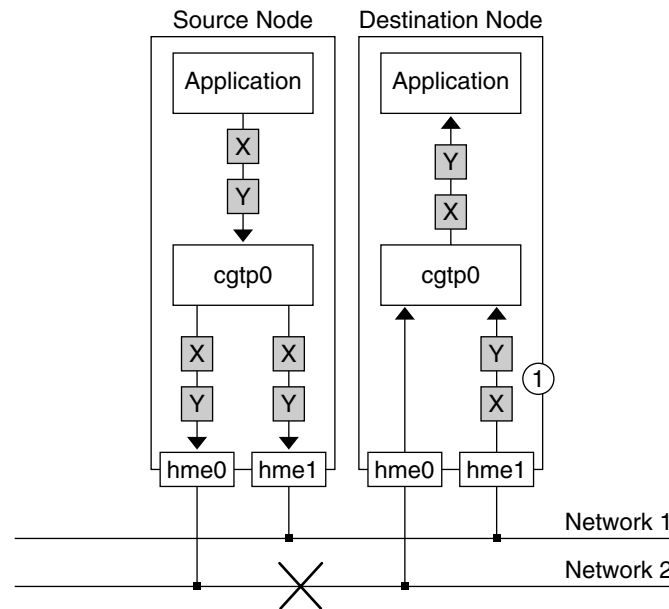 Source Node
Destination Node
Application
Application
X
Y
Y
X
cgtp0
cgtp0
X
X
Y
Y
Y
X
1
hme0
hme1
hme0
hme1
Network 1
Network 2